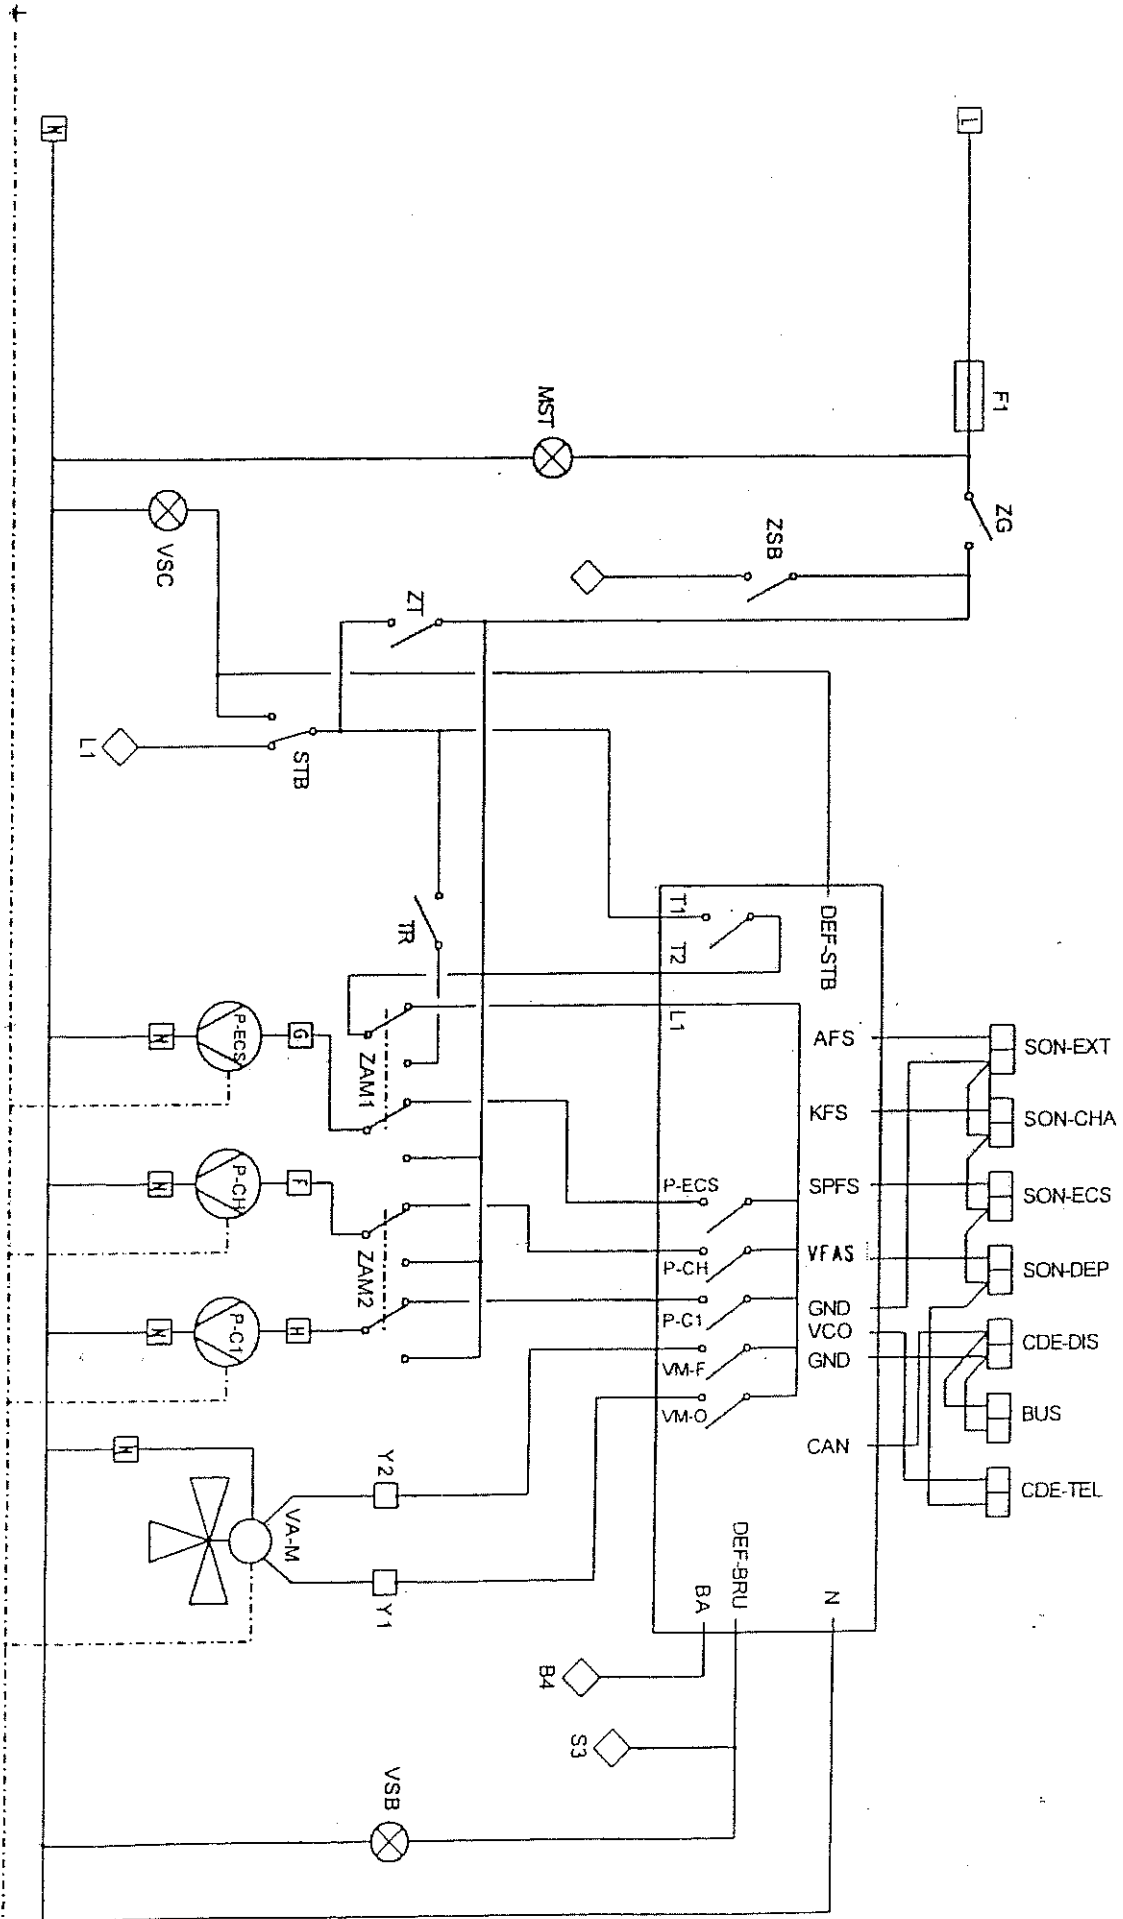 N
L
F1
MST
ZG
ZSB
VSC
ZT
STB
L1
TR
T1
T2
DEF-STB
L1
AFS
SON-EXT
KFS
SON-CHA
P-ECS
SPFS
SON-ECS
P-CH
VFAS
SON-DEP
P-C1
GND
VCO
GND
CDE-DIS
VM-F
VM-O
BUS
CAN
CDE-TEL
N
P-ECS
G
ZAM1
N
P-CH
F
ZAM2
N
P-C1
H
N
VA-M
Y2
Y1
DEF-BRU
BA
N
B4
S3
VSB